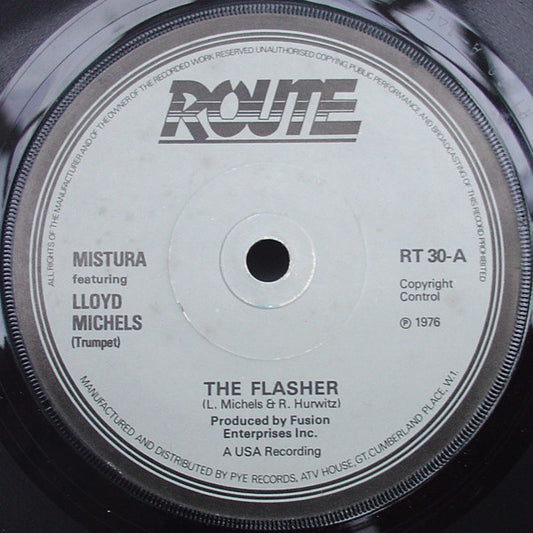 ALL RIGHTS OF THE MANUFACTURER AND OF THE OWNER OF THE RECORDED WORK RESERVED. UNAUTHORISED COPYING, PUBLIC PERFORMANCE AND BROADCASTING OF THIS RECORD PROHIBITED
ROUTE
MISTURA
featuring
LLOYD
MICHELS
(Trumpet)
RT 30-A
Copyright
Control
℗ 1976
THE FLASHER
(L. Michels & R. Hurwitz)
Produced by Fusion
Enterprises Inc.
A USA Recording
MANUFACTURED AND DISTRIBUTED BY PYE RECORDS, ATV HOUSE, GT. CUMBERLAND PLACE, W.1.